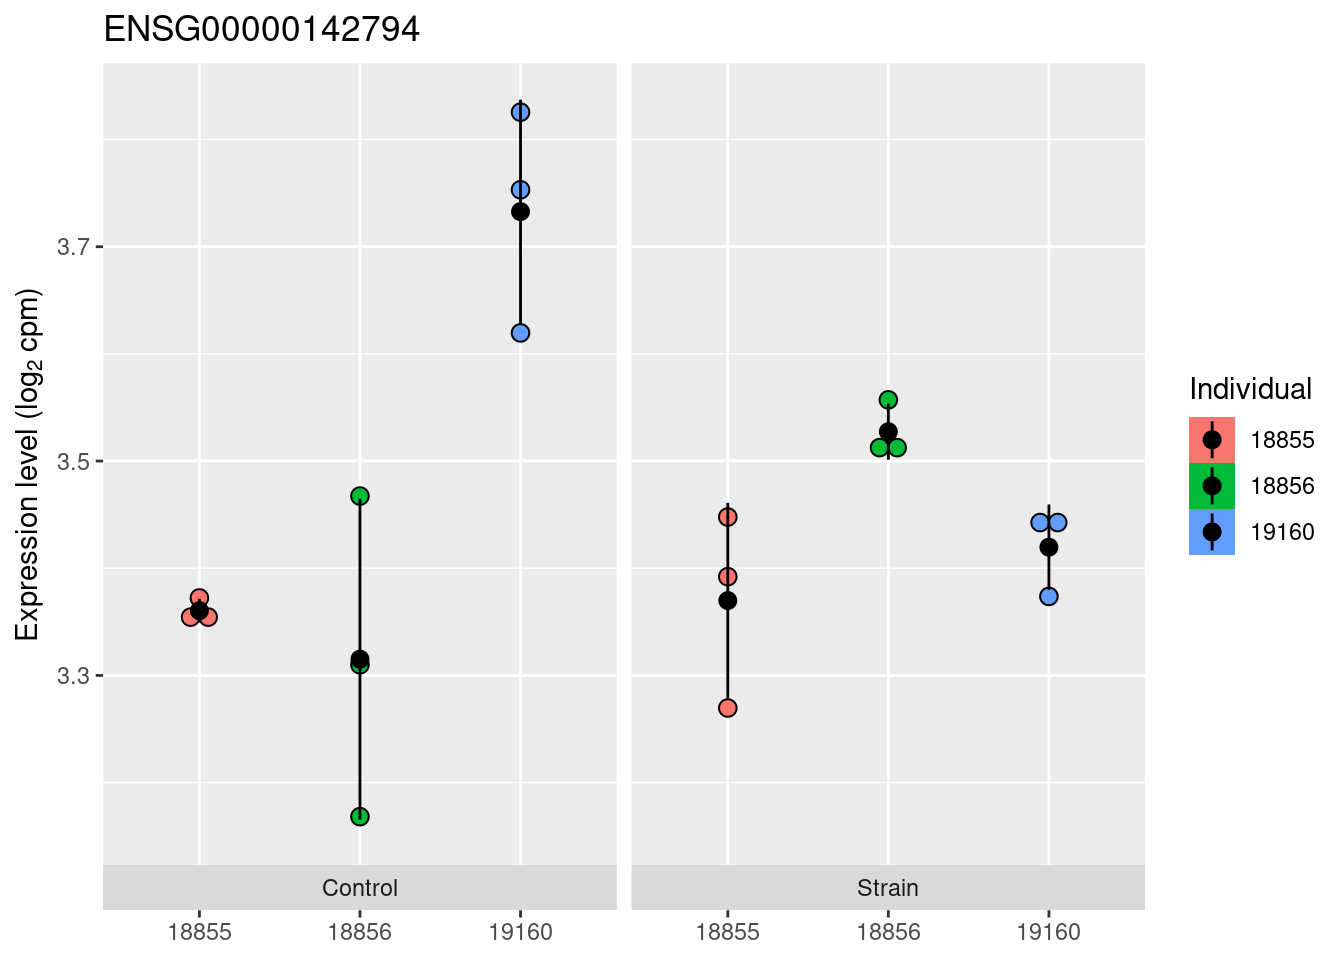 ENSG00000142794
Expression level (log₂ cpm)
3.7
3.5
3.3
Control
Strain
18855 18856 19160
18855 18856 19160
Individual
18855
18856
19160